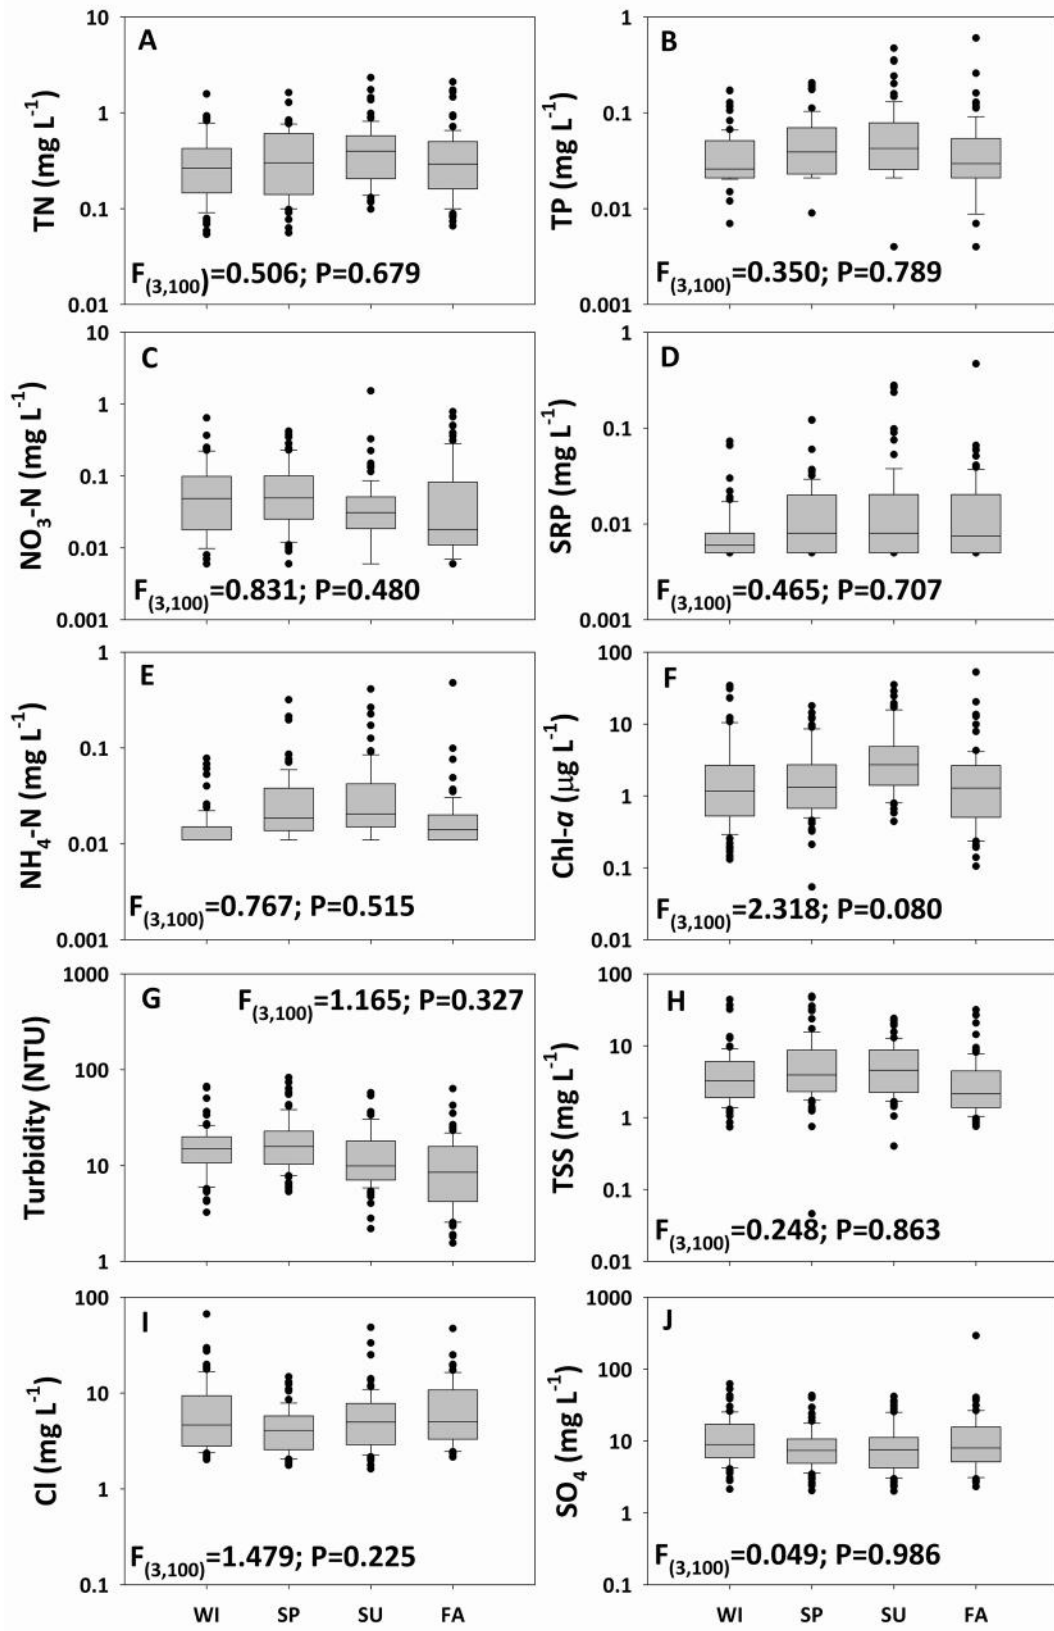 A
TN (mg L⁻¹)
10
1
0.1
0.01
F(3,100)=0.506; P=0.679
B
TP (mg L⁻¹)
1
0.1
0.01
0.001
F(3,100)=0.350; P=0.789
C
NO₃-N (mg L⁻¹)
10
1
0.1
0.01
0.001
F(3,100)=0.831; P=0.480
D
SRP (mg L⁻¹)
1
0.1
0.01
0.001
F(3,100)=0.465; P=0.707
E
NH₄-N (mg L⁻¹)
1
0.1
0.01
0.001
F(3,100)=0.767; P=0.515
F
Chl-a (µg L⁻¹)
100
10
1
0.1
0.01
F(3,100)=2.318; P=0.080
G
Turbidity (NTU)
1000
100
10
1
F(3,100)=1.165; P=0.327
H
TSS (mg L⁻¹)
100
10
1
0.1
0.01
F(3,100)=0.248; P=0.863
I
Cl (mg L⁻¹)
100
10
1
0.1
F(3,100)=1.479; P=0.225
WI SP SU FA
J
SO₄ (mg L⁻¹)
1000
100
10
1
0.1
F(3,100)=0.049; P=0.986
WI SP SU FA